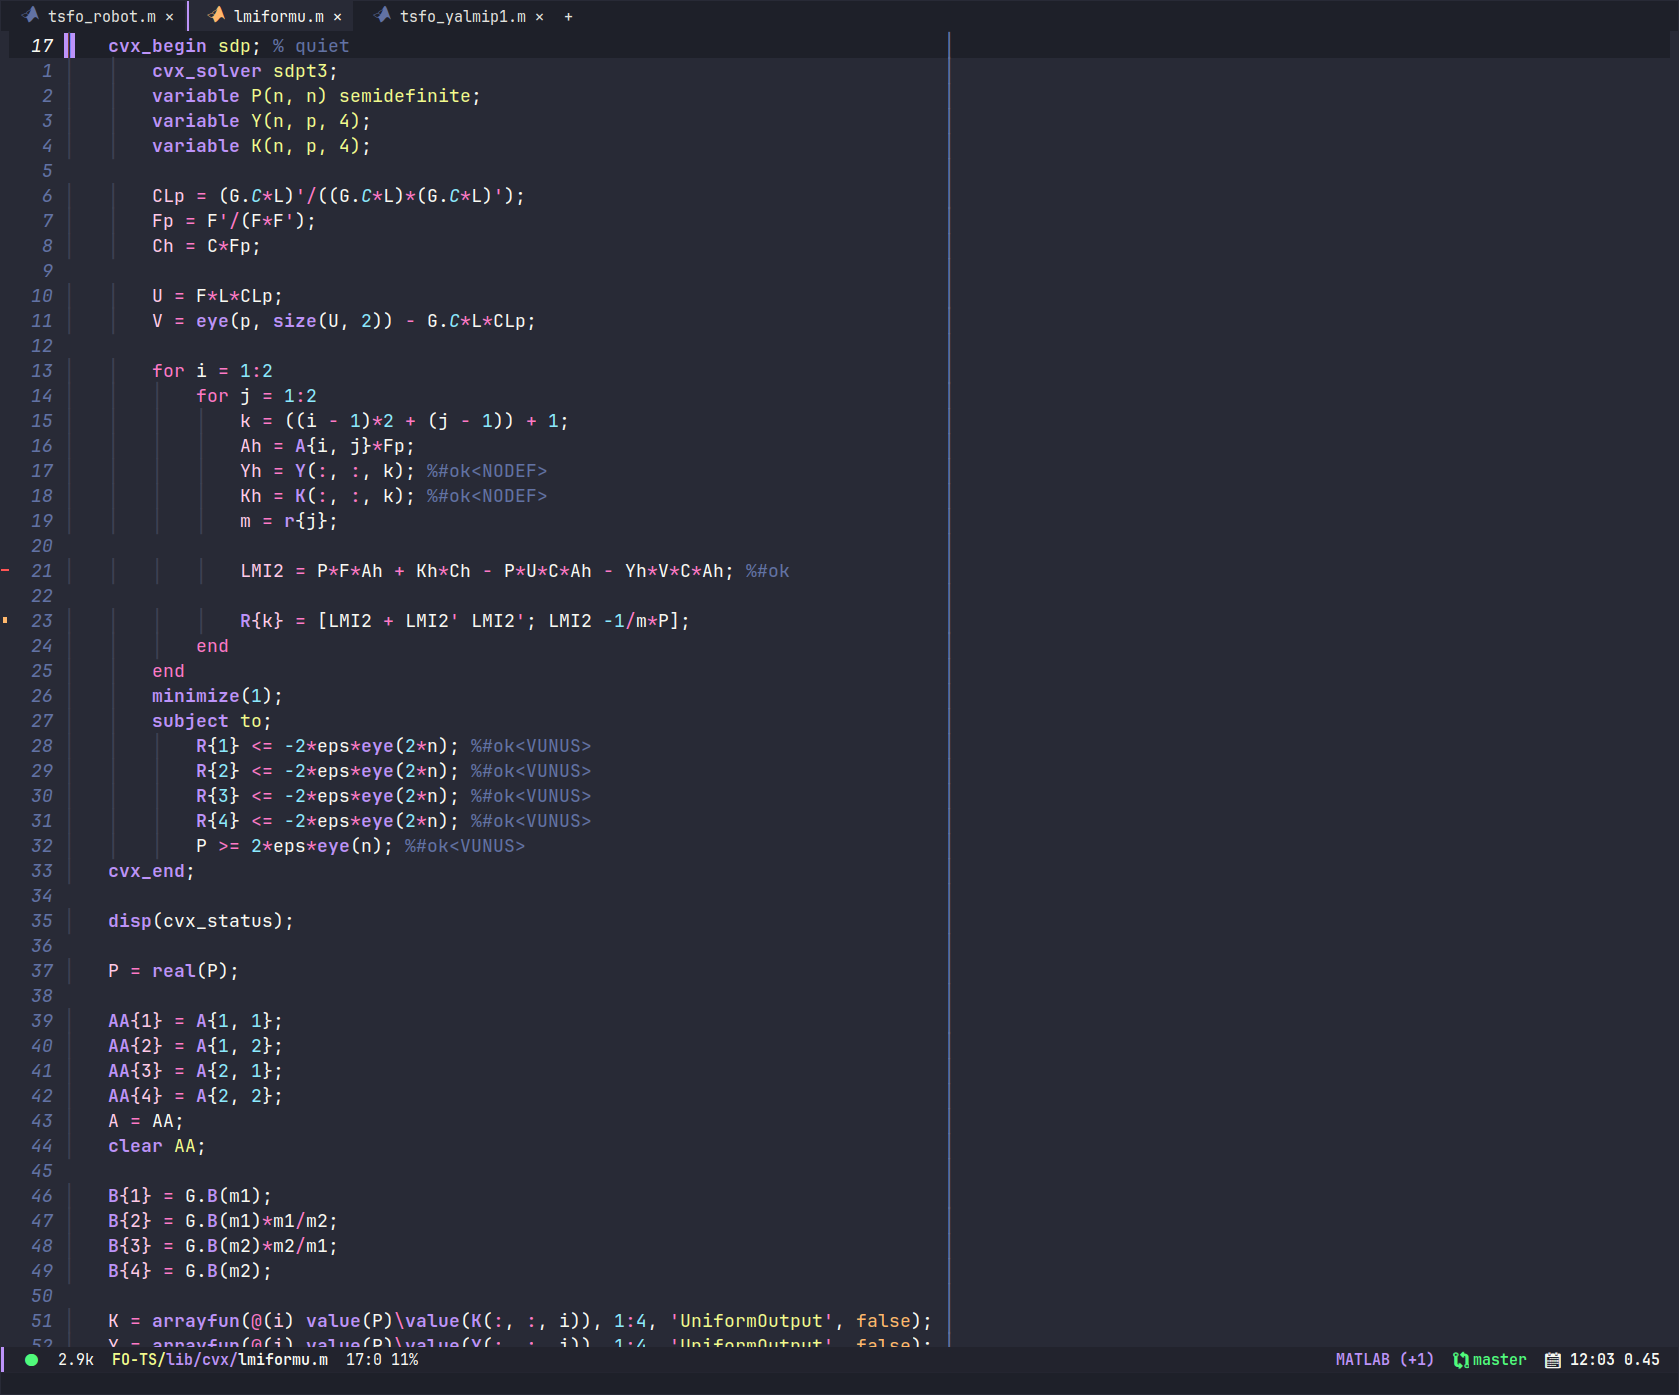 tsfo_robot.m × lmiformu.m × tsfo_yalmip1.m × +
17 cvx_begin sdp; % quiet
1 cvx_solver sdpt3;
2 variable P(n, n) semidefinite;
3 variable Y(n, p, 4);
4 variable K(n, p, 4);
5
6 CLp = (G.C*L)'/((G.C*L)*(G.C*L)');
7 Fp = F'/(F*F');
8 Ch = C*Fp;
9
10 U = F*L*CLp;
11 V = eye(p, size(U, 2)) - G.C*L*CLp;
12
13 for i = 1:2
14 for j = 1:2
15 k = ((i - 1)*2 + (j - 1)) + 1;
16 Ah = A{i, j}*Fp;
17 Yh = Y(:, :, k); %#ok<NODEF>
18 Kh = K(:, :, k); %#ok<NODEF>
19 m = r{j};
20
21 LMI2 = P*F*Ah + Kh*Ch - P*U*C*Ah - Yh*V*C*Ah; %#ok
22
23 R{k} = [LMI2 + LMI2' LMI2'; LMI2 -1/m*P];
24 end
25 end
26 minimize(1);
27 subject to;
28 R{1} <= -2*eps*eye(2*n); %#ok<VUNUS>
29 R{2} <= -2*eps*eye(2*n); %#ok<VUNUS>
30 R{3} <= -2*eps*eye(2*n); %#ok<VUNUS>
31 R{4} <= -2*eps*eye(2*n); %#ok<VUNUS>
32 P >= 2*eps*eye(n); %#ok<VUNUS>
33 cvx_end;
34
35 disp(cvx_status);
36
37 P = real(P);
38
39 AA{1} = A{1, 1};
40 AA{2} = A{1, 2};
41 AA{3} = A{2, 1};
42 AA{4} = A{2, 2};
43 A = AA;
44 clear AA;
45
46 B{1} = G.B(m1);
47 B{2} = G.B(m1)*m1/m2;
48 B{3} = G.B(m2)*m2/m1;
49 B{4} = G.B(m2);
50
51 K = arrayfun(@(i) value(P)\value(K(:, :, i)), 1:4, 'UniformOutput', false);
52 Y = arrayfun(@(i) value(P)\value(Y(:, :, i)), 1:4, 'UniformOutput', false);
2.9k FO-TS/lib/cvx/lmiformu.m 17:0 11% MATLAB (+1) master 12:03 0.45